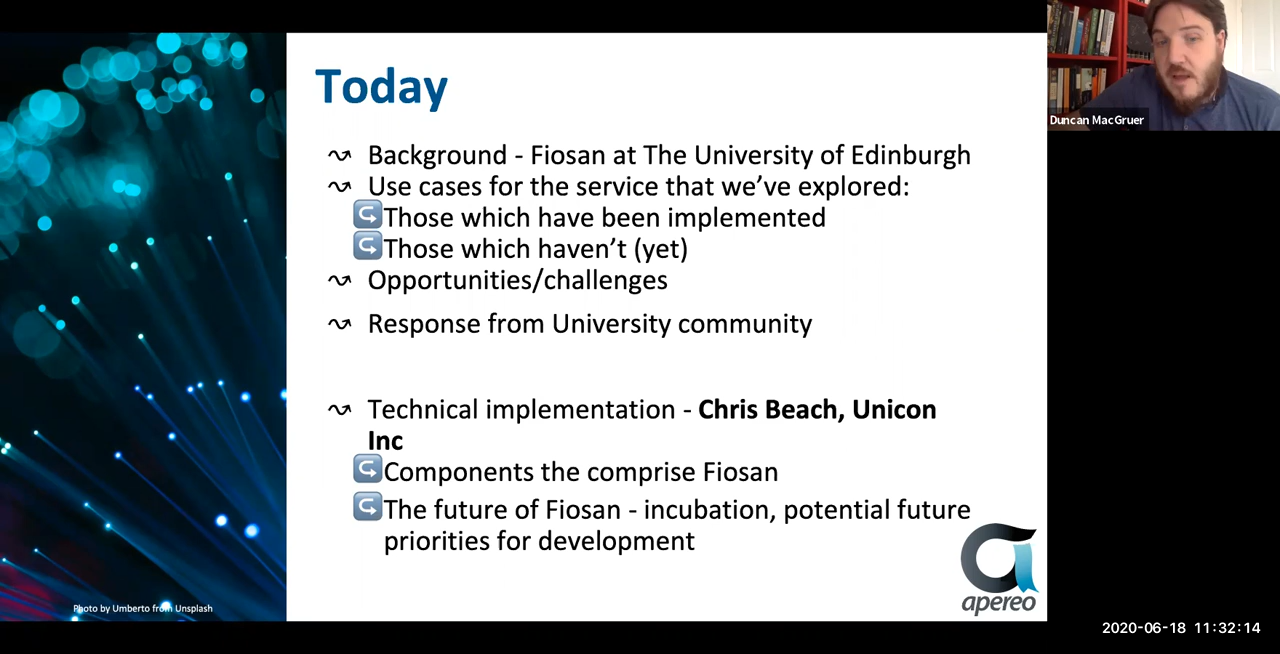 Today
Background - Fiosan at The University of Edinburgh
Use cases for the service that we’ve explored:
Those which have been implemented
Those which haven’t (yet)
Opportunities/challenges
Response from University community
Technical implementation - Chris Beach, Unicon
Inc
Components the comprise Fiosan
The future of Fiosan - incubation, potential future
priorities for development
apereo
Photo by Umberto from Unsplash
Duncan MacGruer
2020-06-18 11:32:14